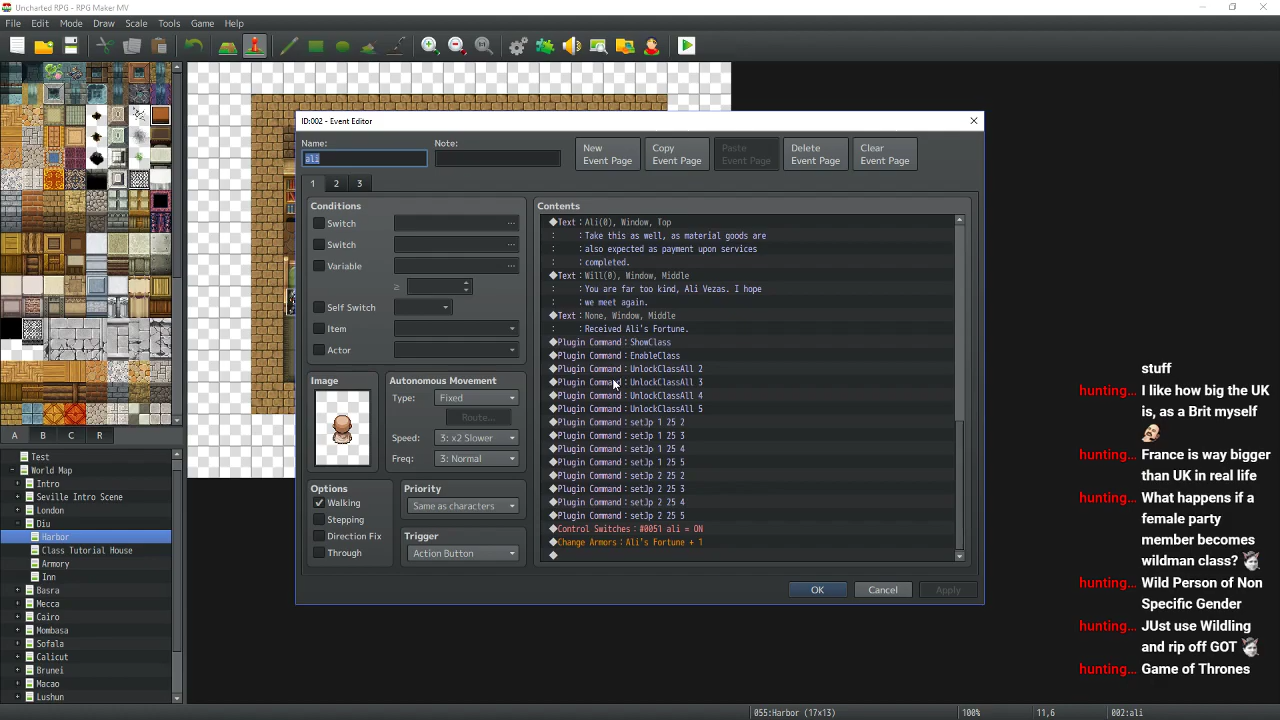 Uncharted RPG - RPG Maker MV
File Edit Mode Draw Scale Tools Game Help
ID:002 - Event Editor
Name:
ali
Note:
New
Event Page
Copy
Event Page
Paste
Event Page
Delete
Event Page
Clear
Event Page
1 2 3
Conditions
Switch ...
Switch ...
Variable ...
≥
Self Switch
Item
Actor
Image
Autonomous Movement
Type: Fixed
Route...
Speed: 3: x2 Slower
Freq: 3: Normal
Options
Walking
Stepping
Direction Fix
Through
Priority
Same as characters
Trigger
Action Button
Contents
◆Text：Ali(0), Window, Top
：　　：Take this as well, as material goods are
：　　：also expected as payment upon services
：　　：completed.
◆Text：Will(0), Window, Middle
：　　：You are far too kind, Ali Vezas. I hope
：　　：we meet again.
◆Text：None, Window, Middle
：　　：Received Ali's Fortune.
◆Plugin Command：ShowClass
◆Plugin Command：EnableClass
◆Plugin Command：UnlockClassAll 2
◆Plugin Command：UnlockClassAll 3
◆Plugin Command：UnlockClassAll 4
◆Plugin Command：UnlockClassAll 5
◆Plugin Command：setJp 1 25 2
◆Plugin Command：setJp 1 25 3
◆Plugin Command：setJp 1 25 4
◆Plugin Command：setJp 1 25 5
◆Plugin Command：setJp 2 25 2
◆Plugin Command：setJp 2 25 3
◆Plugin Command：setJp 2 25 4
◆Plugin Command：setJp 2 25 5
◆Control Switches：#0051 ali = ON
◆Change Armors：Ali's Fortune + 1
◆
OK Cancel Apply
A B C R
Test
World Map
Intro
Seville Intro Scene
London
Diu
Harbor
Class Tutorial House
Armory
Inn
Basra
Mecca
Cairo
Mombasa
Sofala
Calicut
Brunei
Macao
Lushun
stuff
hunting... I like how big the UK
is, as a Brit myself
hunting... France is way bigger
than UK in real life
hunting... What happens if a
female party
member becomes
wildman class?
hunting... Wild Person of Non
Specific Gender
hunting... JUst use Wildling
and rip off GOT
hunting... Game of Thrones
055:Harbor (17x13) 100% 11,6 002:ali